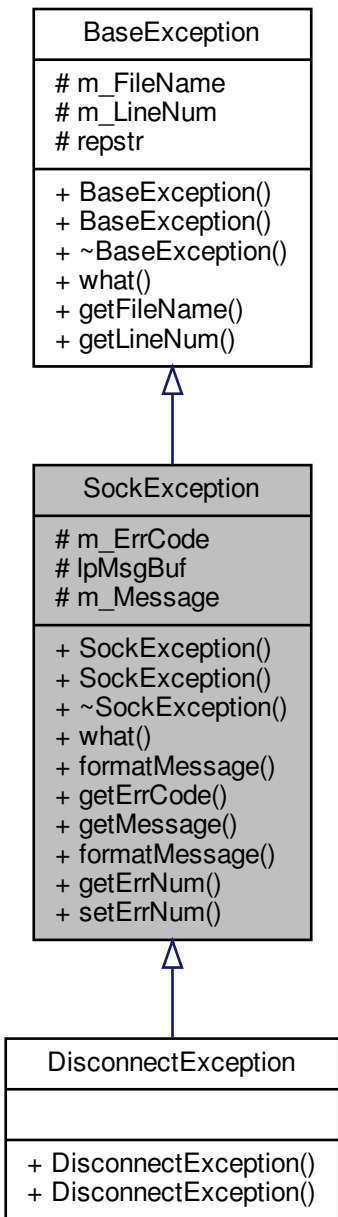 BaseException
# m_FileName
# m_LineNum
# repstr
+ BaseException()
+ BaseException()
+ ~BaseException()
+ what()
+ getFileName()
+ getLineNum()
SockException
# m_ErrCode
# lpMsgBuf
# m_Message
+ SockException()
+ SockException()
+ ~SockException()
+ what()
+ formatMessage()
+ getErrCode()
+ getMessage()
+ formatMessage()
+ getErrNum()
+ setErrNum()
DisconnectException
+ DisconnectException()
+ DisconnectException()